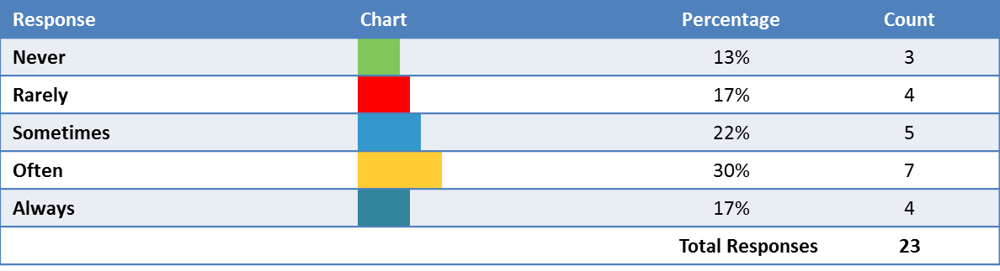 Response Chart Percentage Count
Never 13% 3
Rarely 17% 4
Sometimes 22% 5
Often 30% 7
Always 17% 4
Total Responses 23